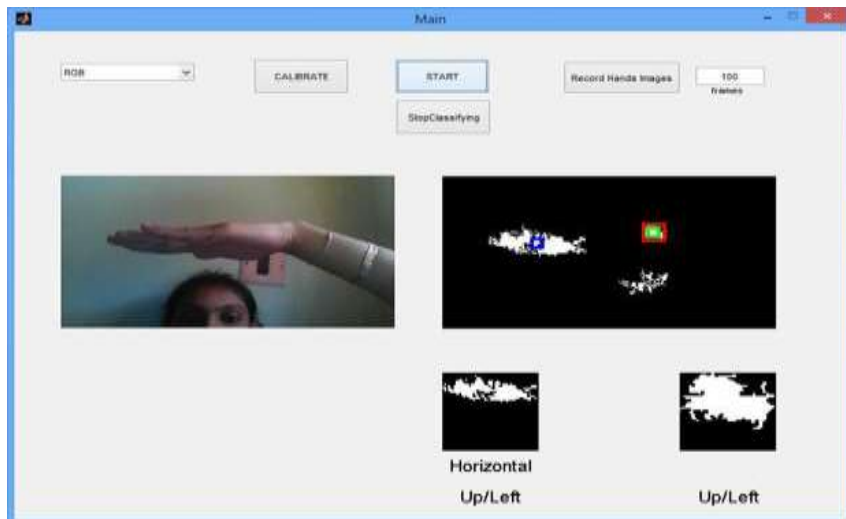 Main
RGB
CALIBRATE
START
Record Hands Images
100
frames
StopClassifying
Horizontal
Up/Left
Up/Left